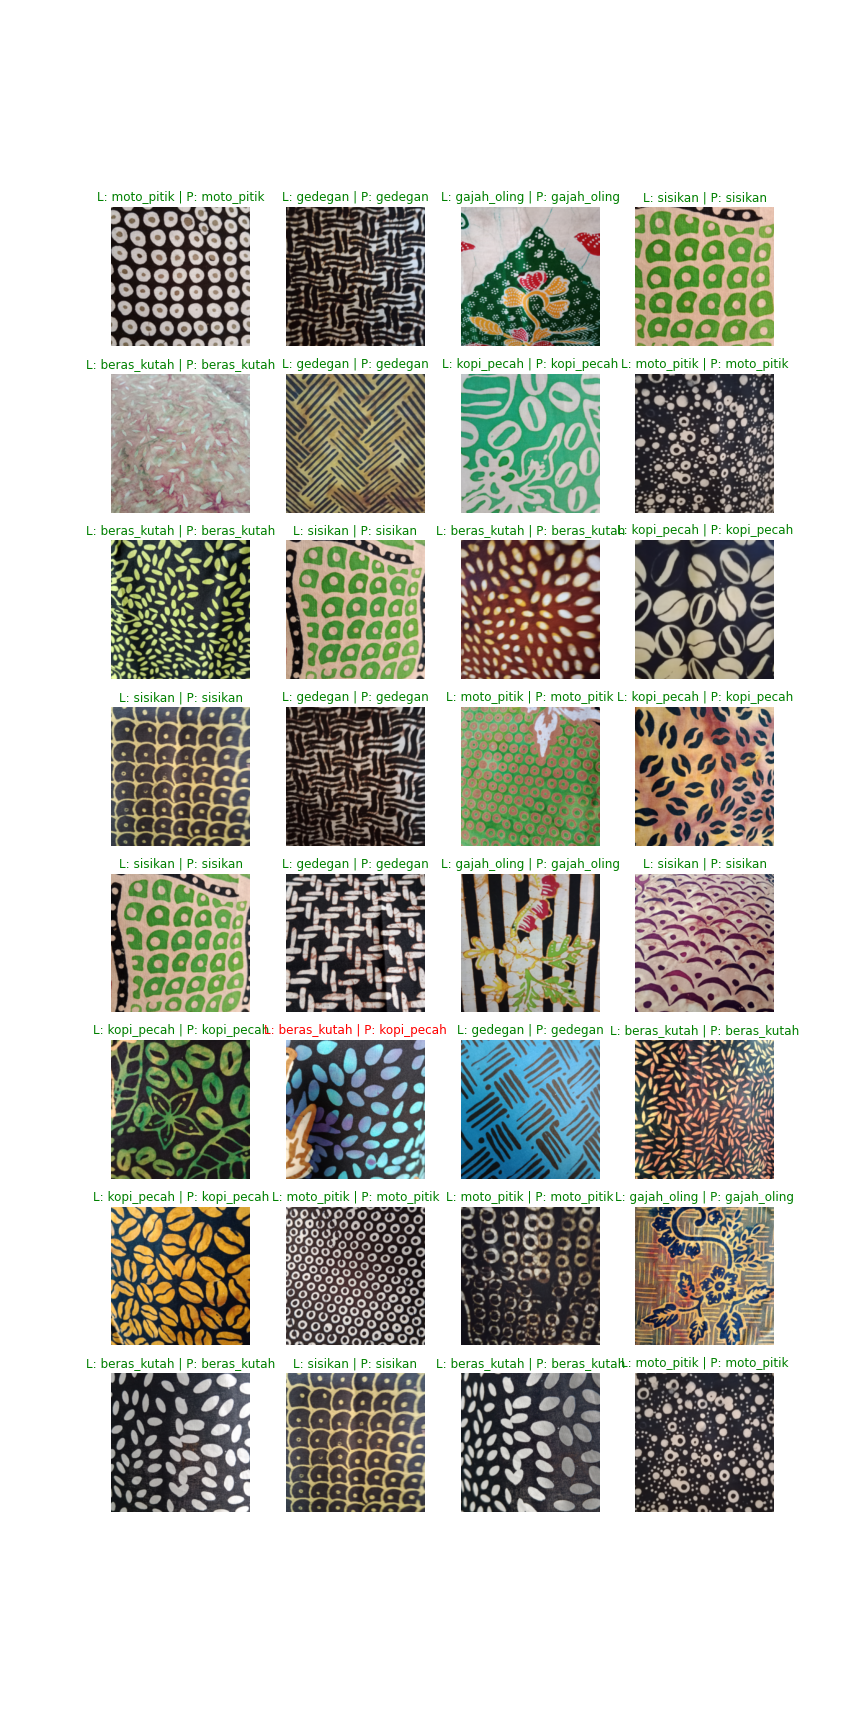 L: moto_pitik | P: moto_pitik
L: gedegan | P: gedegan
L: gajah_oling | P: gajah_oling
L: sisikan | P: sisikan
L: beras_kutah | P: beras_kutah
L: gedegan | P: gedegan
L: kopi_pecah | P: kopi_pecah
L: moto_pitik | P: moto_pitik
L: beras_kutah | P: beras_kutah
L: sisikan | P: sisikan
L: beras_kutah | P: beras_kutah
L: kopi_pecah | P: kopi_pecah
L: sisikan | P: sisikan
L: gedegan | P: gedegan
L: moto_pitik | P: moto_pitik
L: kopi_pecah | P: kopi_pecah
L: sisikan | P: sisikan
L: gedegan | P: gedegan
L: gajah_oling | P: gajah_oling
L: sisikan | P: sisikan
L: kopi_pecah | P: kopi_pecah
L: beras_kutah | P: kopi_pecah
L: gedegan | P: gedegan
L: beras_kutah | P: beras_kutah
L: kopi_pecah | P: kopi_pecah
L: moto_pitik | P: moto_pitik
L: moto_pitik | P: moto_pitik
L: gajah_oling | P: gajah_oling
L: beras_kutah | P: beras_kutah
L: sisikan | P: sisikan
L: beras_kutah | P: beras_kutah
L: moto_pitik | P: moto_pitik